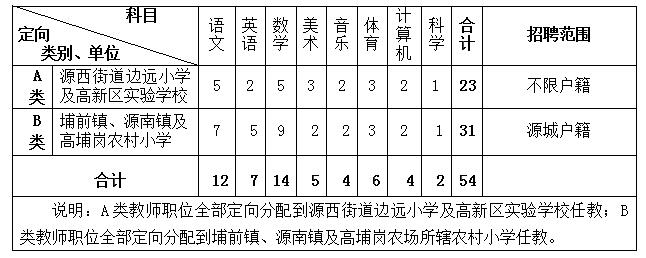 科目
定向
类别、单位
语文 英语 数学 美术 音乐 体育 计算机 科学 合计 招聘范围
A类 源西街道边远小学及高新区实验学校 5 2 5 3 2 3 2 1 23 不限户籍
B类 埔前镇、源南镇及高埔岗农村小学 7 5 9 2 2 3 2 1 31 源城户籍
合计 12 7 14 5 4 6 4 2 54
说明：A类教师职位全部定向分配到源西街道边远小学及高新区实验学校任教；B
类教师职位全部定向分配到埔前镇、源南镇及高埔岗农场所辖农村小学任教。